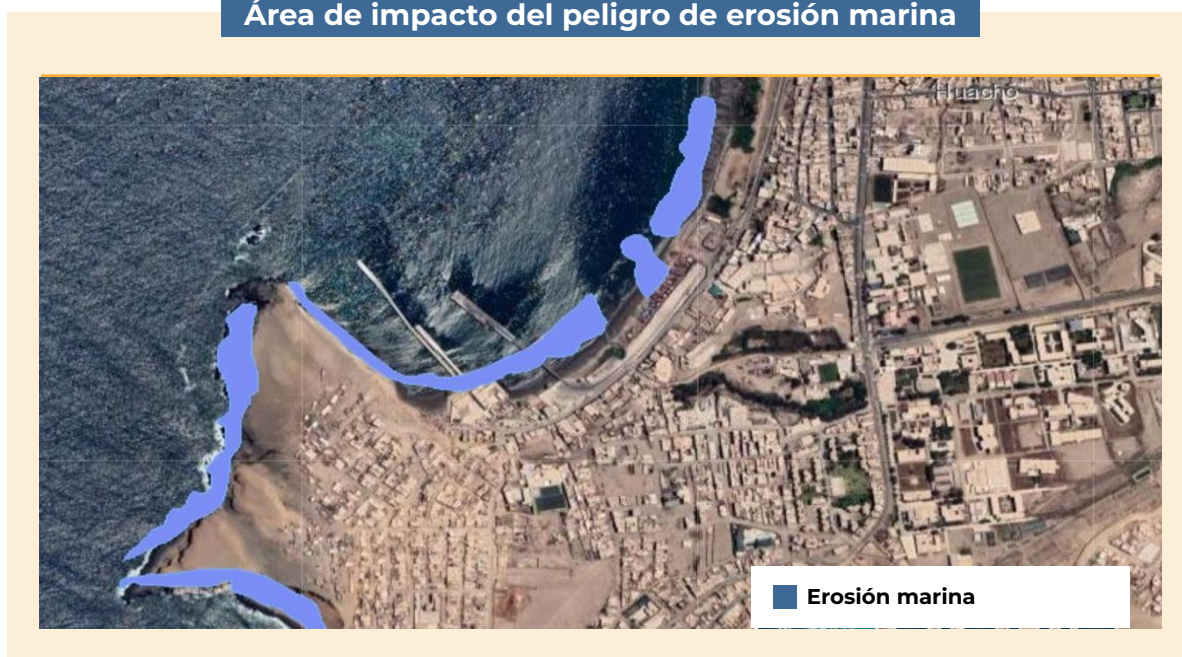 Área de impacto del peligro de erosión marina
Huacho
Erosión marina